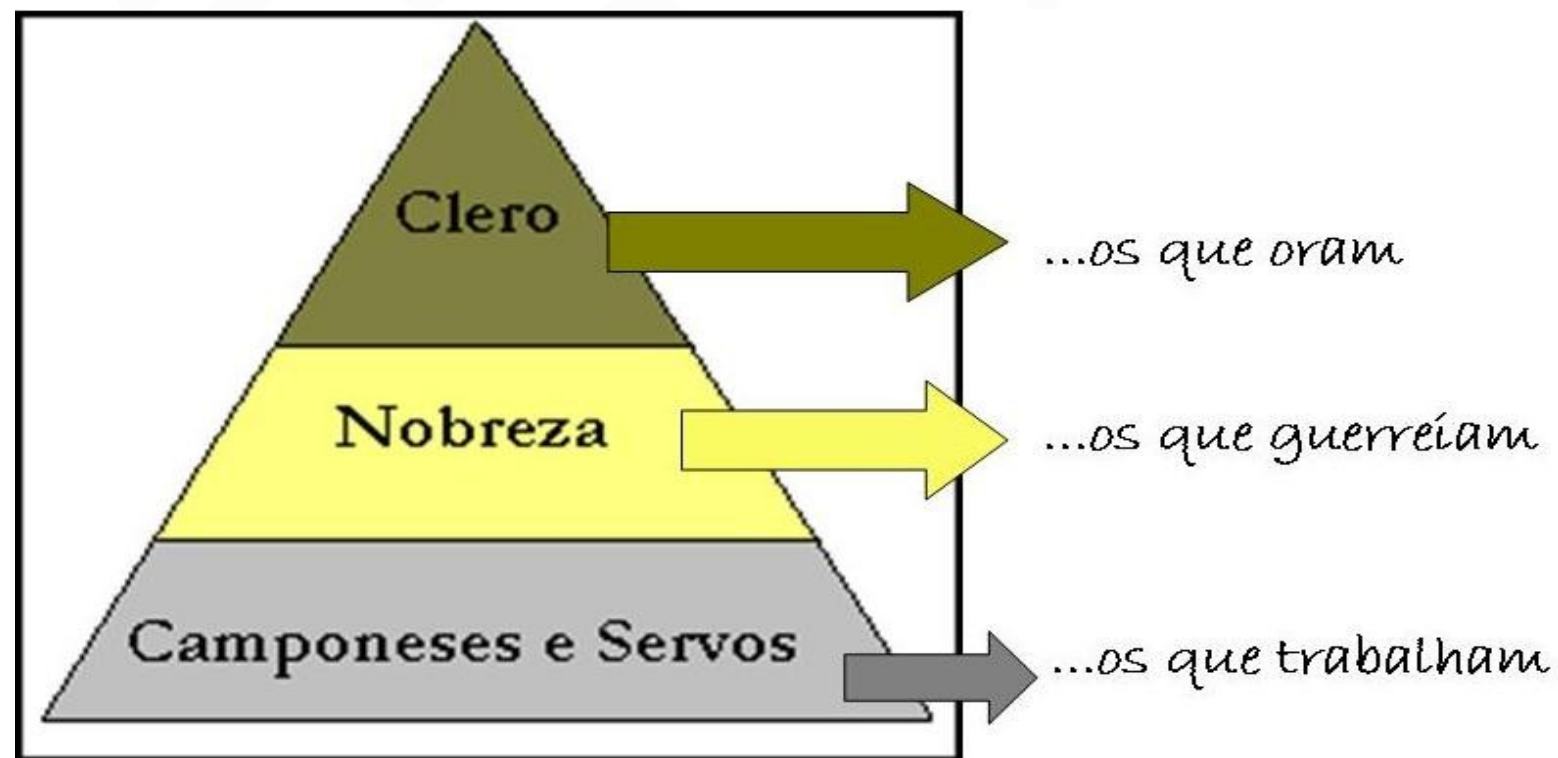 Clero
...os que oram
Nobreza
...os que guerreiam
Camponeses e Servos
...os que trabalham